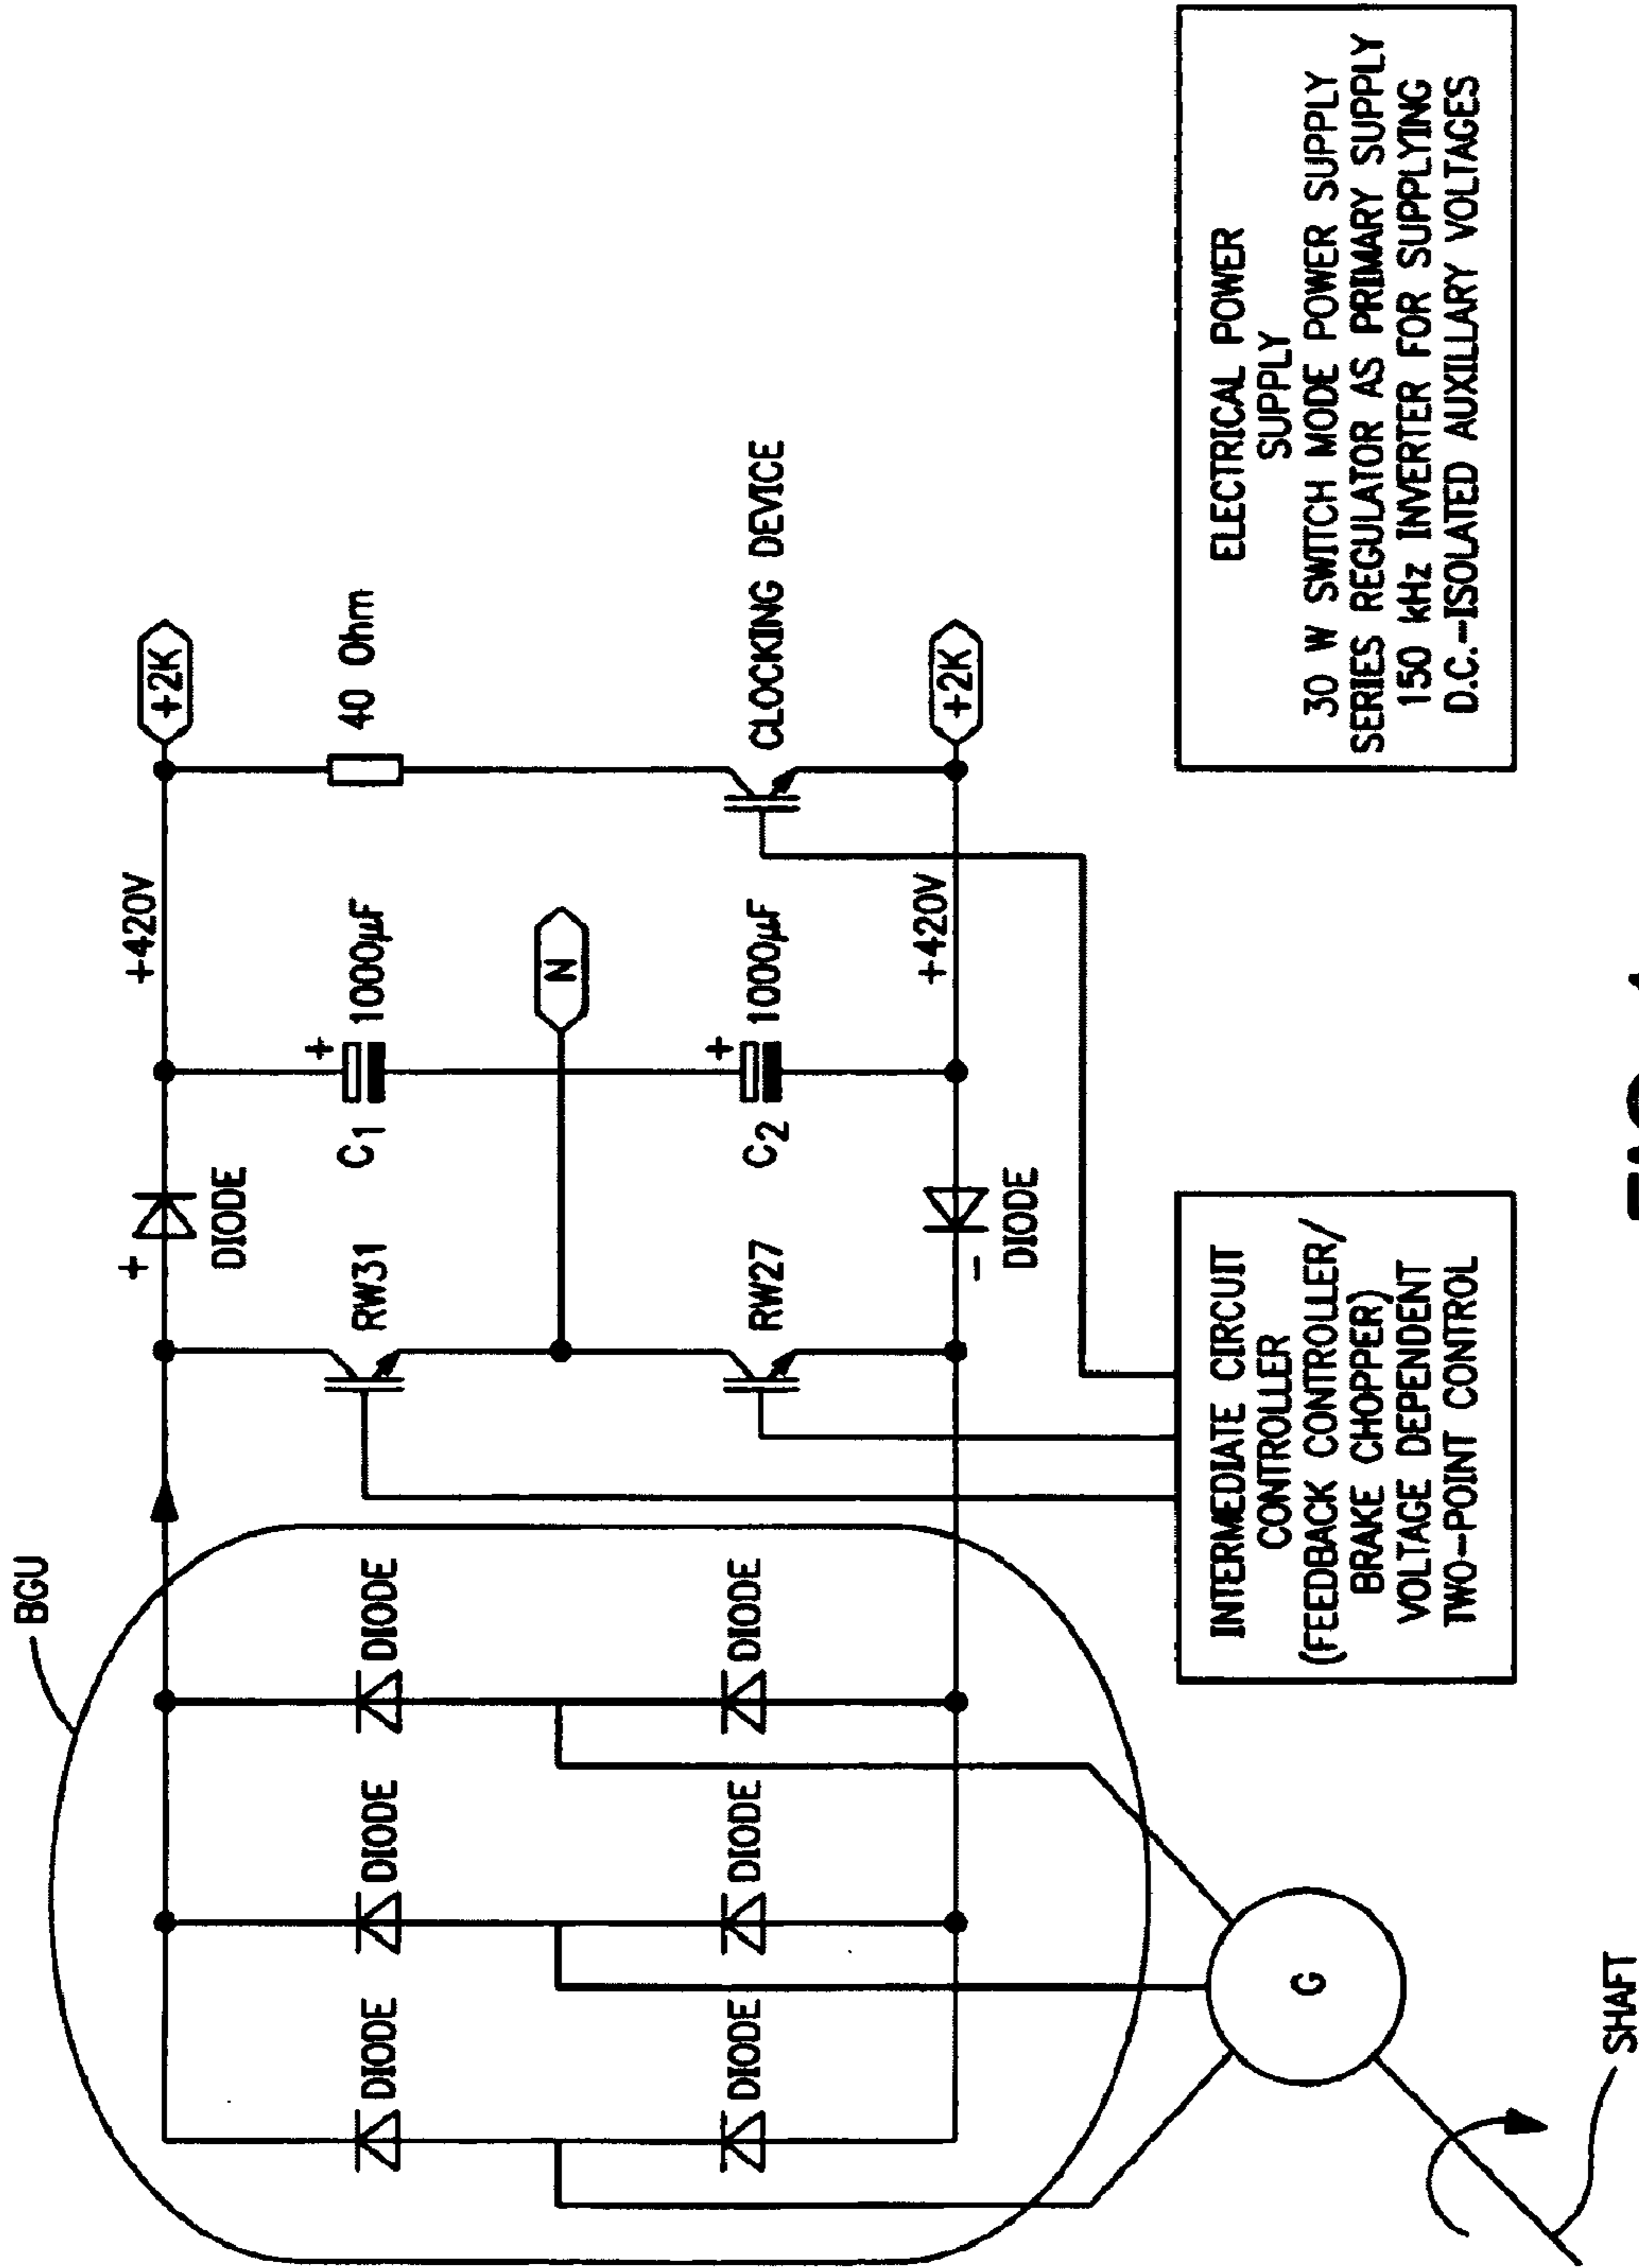 BGU
DIODE
DIODE
DIODE
DIODE
DIODE
DIODE
G
SHAFT
+
DIODE
RW31
RW27
-
DIODE
+420V
+
C1
1000µF
N
+
C2
1000µF
+420V
+2K
40 Ohm
CLOCKING DEVICE
+2K
INTERMEDIATE CIRCUIT
CONTROLLER
(FEEDBACK CONTROLLER/
BRAKE CHOPPER)
VOLTAGE DEPENDENT
TWO-POINT CONTROL
ELECTRICAL POWER
SUPPLY
30 W SWITCH MODE POWER SUPPLY
SERIES REGULATOR AS PRIMARY SUPPLY
150 kHz INVERTER FOR SUPPLYING
D.C.-ISOLATED AUXILLARY VOLTAGES